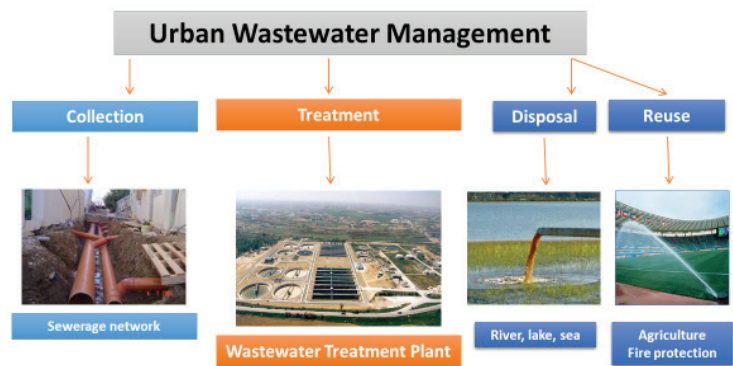 Urban Wastewater Management
Collection
Treatment
Disposal
Reuse
Sewerage network
Wastewater Treatment Plant
River, lake, sea
Agriculture
Fire protection